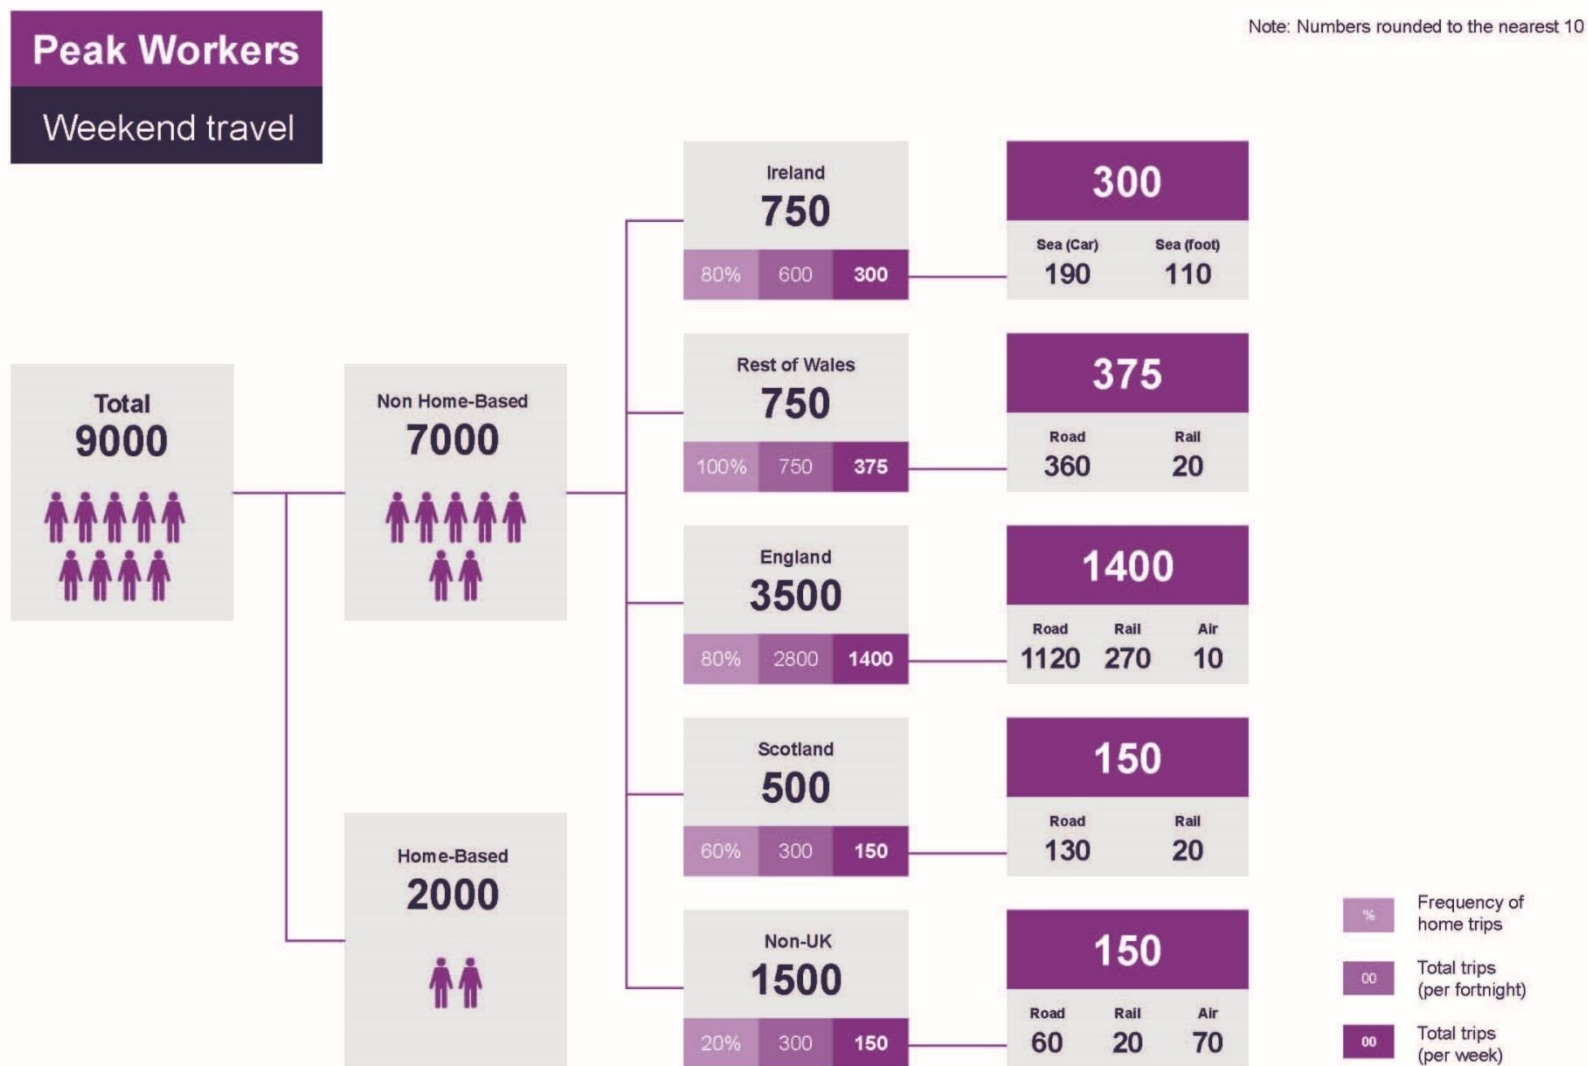 Peak Workers
Weekend travel
Note: Numbers rounded to the nearest 10
Total
9000
Non Home-Based
7000
Home-Based
2000
Ireland
750
80% 600 300
300
Sea (Car) Sea (foot)
190 110
Rest of Wales
750
100% 750 375
375
Road Rail
360 20
England
3500
80% 2800 1400
1400
Road Rail Air
1120 270 10
Scotland
500
60% 300 150
150
Road Rail
130 20
Non-UK
1500
20% 300 150
150
Road Rail Air
60 20 70
% Frequency of
home trips
00 Total trips
(per fortnight)
00 Total trips
(per week)